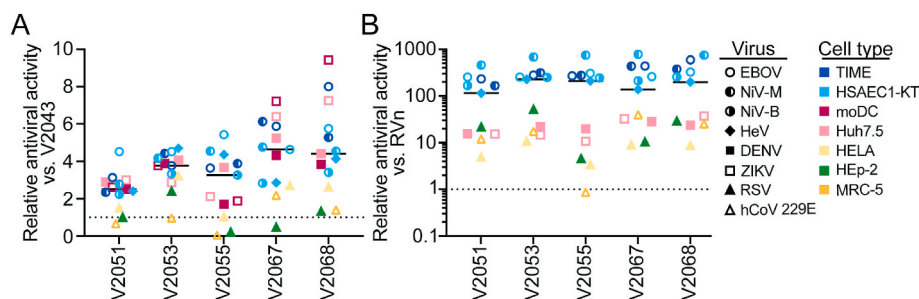 A
Relative antiviral activity
vs. V2043
10
8
6
4
2
0
V2051
V2053
V2055
V2067
V2068
B
Relative antiviral activity
vs. RVn
1000
100
10
1
0.1
V2051
V2053
V2055
V2067
V2068
Virus
EBOV
NiV-M
NiV-B
HeV
DENV
ZIKV
RSV
hCoV 229E
Cell type
TIME
HSAEC1-KT
moDC
Huh7.5
HELA
HEp-2
MRC-5